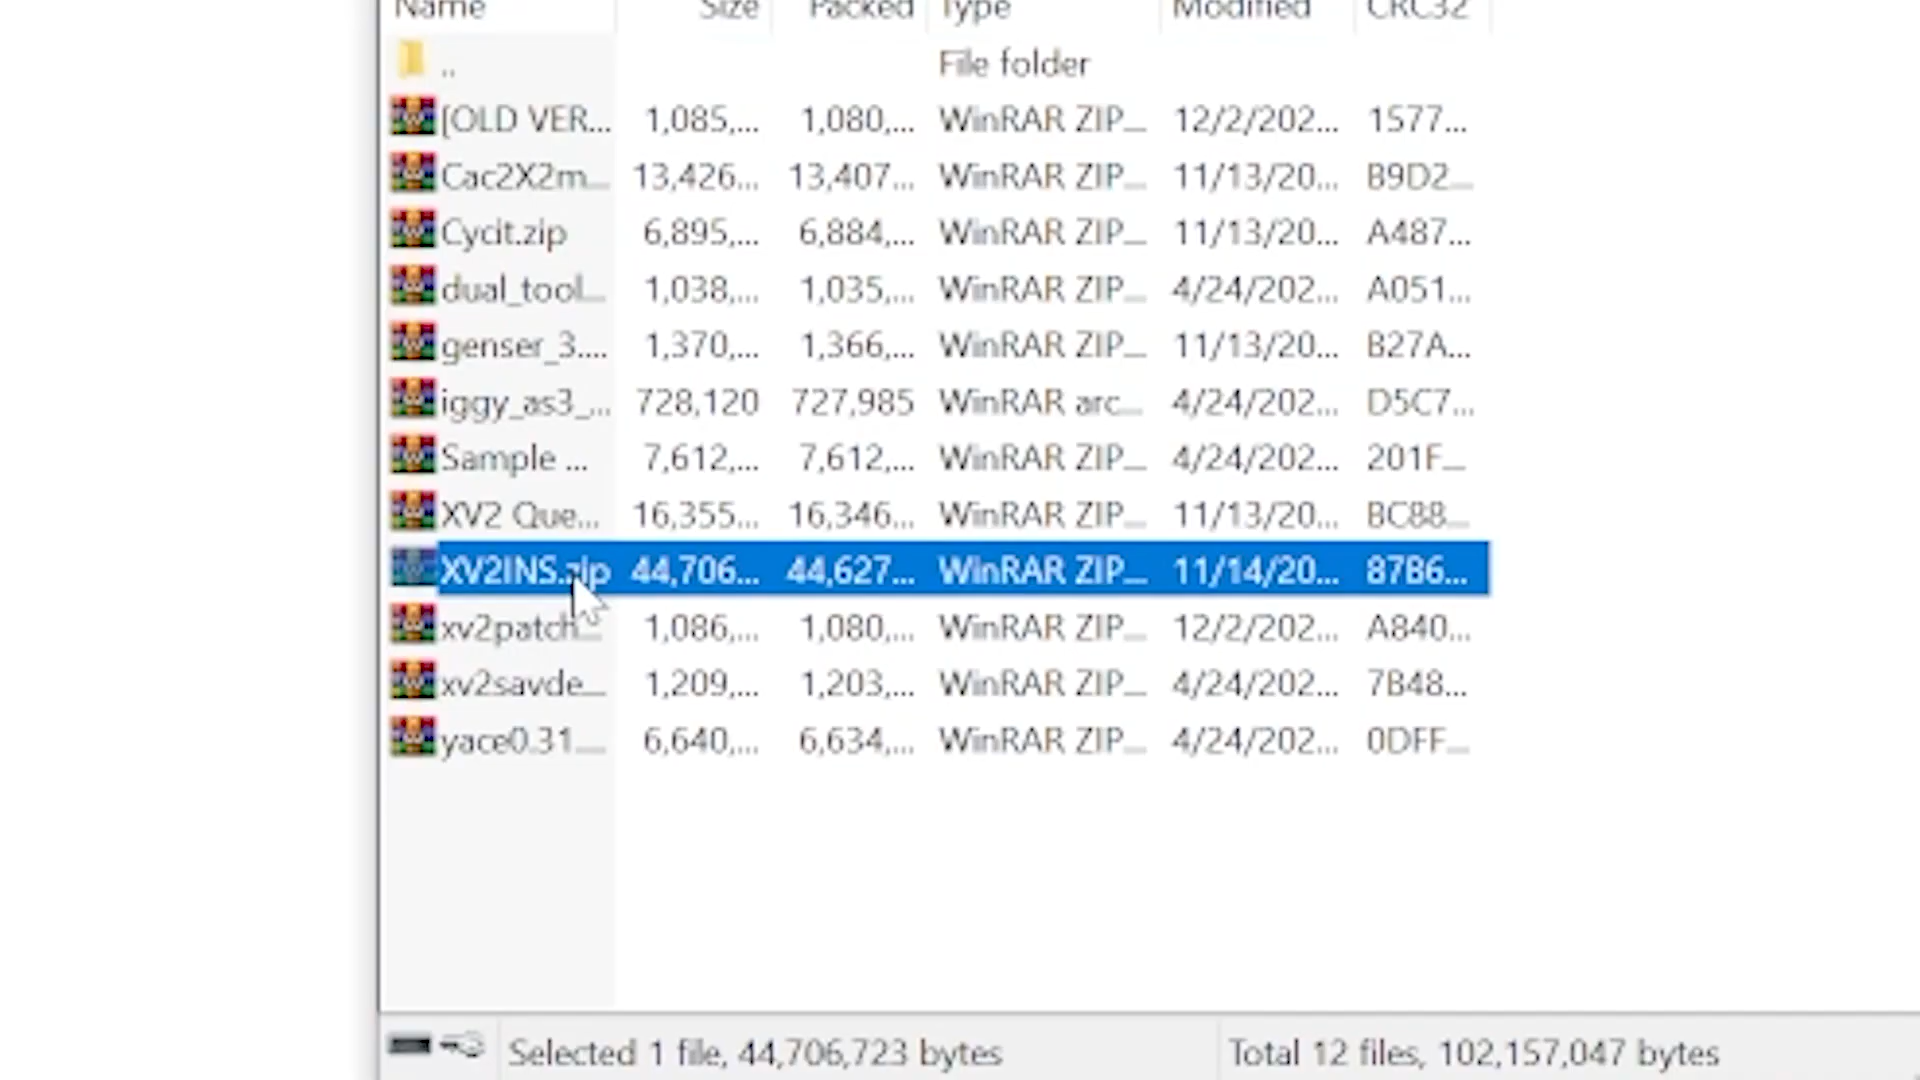 Name Size Packed Type Modified CRC32
.. File folder
[OLD VER... 1,085,... 1,080,... WinRAR ZIP... 12/2/202... 1577...
Cac2X2m... 13,426... 13,407... WinRAR ZIP... 11/13/20... B9D2...
Cycit.zip 6,895,... 6,884,... WinRAR ZIP... 11/13/20... A487...
dual_tool... 1,038,... 1,035,... WinRAR ZIP... 4/24/202... A051...
genser_3.... 1,370,... 1,366,... WinRAR ZIP... 11/13/20... B27A...
iggy_as3_... 728,120 727,985 WinRAR arc... 4/24/202... D5C7...
Sample ... 7,612,... 7,612,... WinRAR ZIP... 4/24/202... 201F...
XV2 Que... 16,355... 16,346... WinRAR ZIP... 11/13/20... BC88...
XV2INS.zip 44,706... 44,627... WinRAR ZIP... 11/14/20... 87B6...
xv2patch... 1,086,... 1,080,... WinRAR ZIP... 12/2/202... A840...
xv2savde... 1,209,... 1,203,... WinRAR ZIP... 4/24/202... 7B48...
yace0.31.... 6,640,... 6,634,... WinRAR ZIP... 4/24/202... 0DFF...
Selected 1 file, 44,706,723 bytes Total 12 files, 102,157,047 bytes